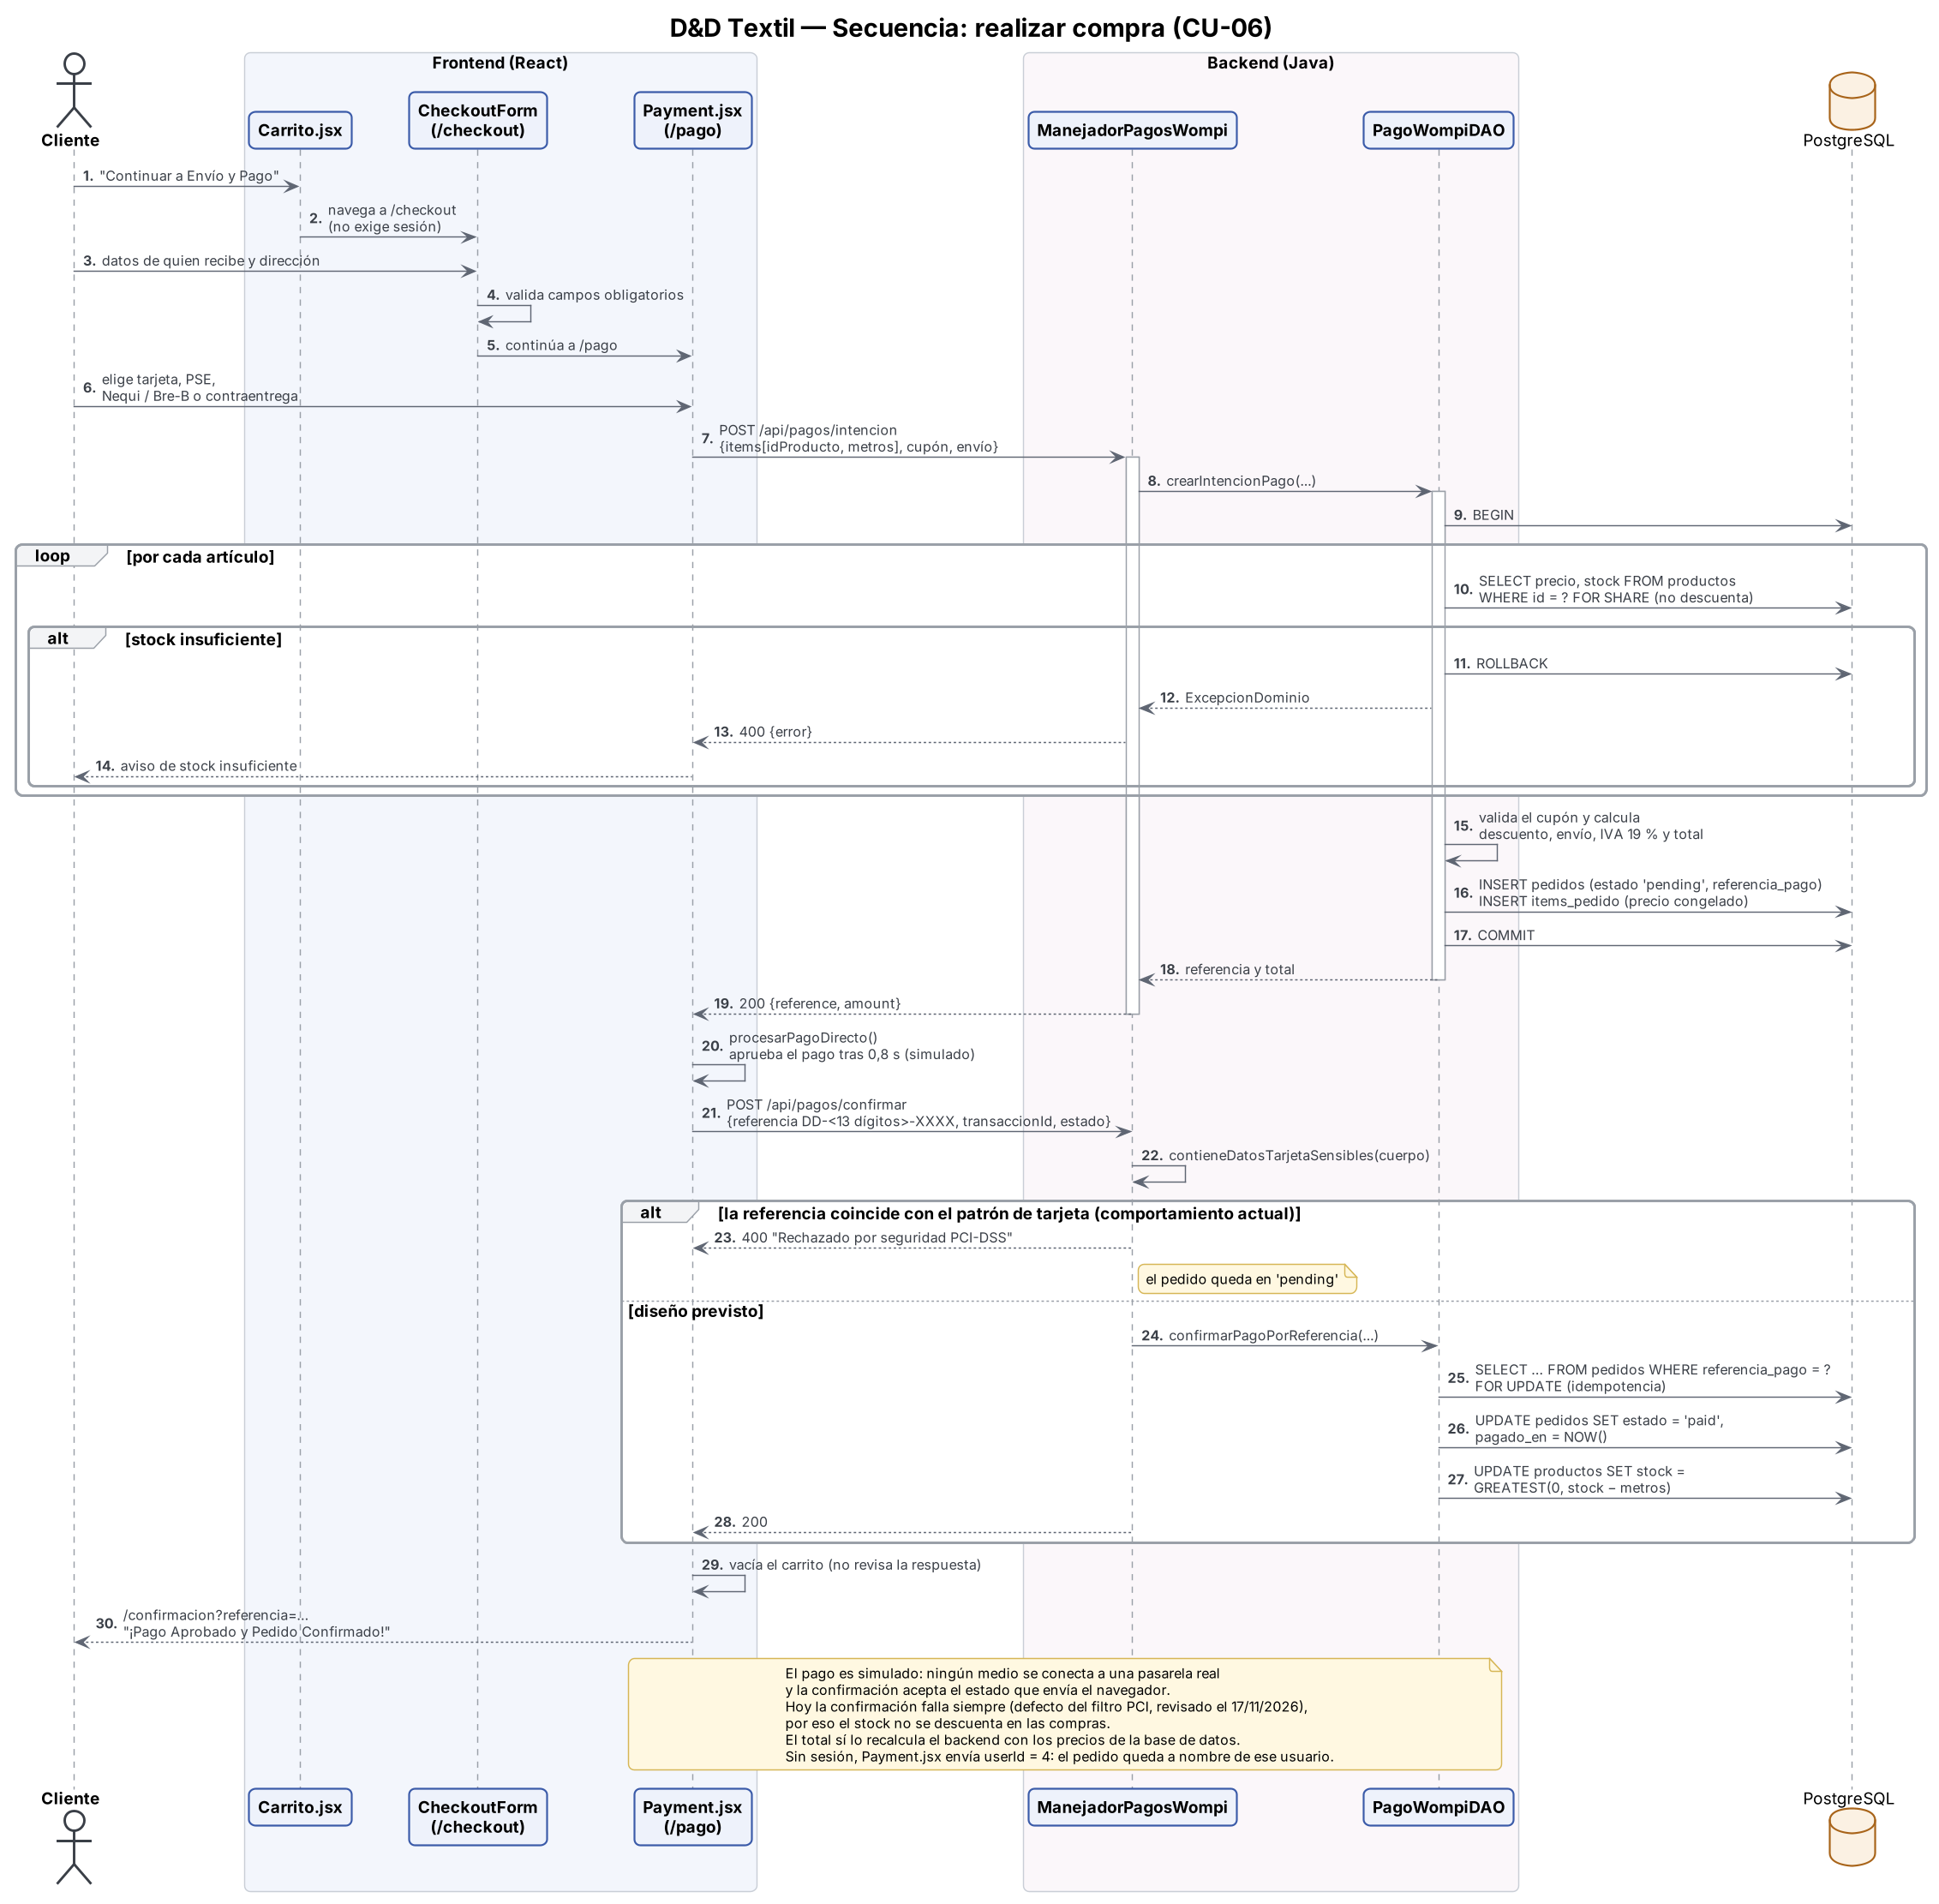 D&D Textil — Secuencia: realizar compra (CU-06)
Frontend (React)
Backend (Java)
Cliente
Carrito.jsx
CheckoutForm
(/checkout)
Payment.jsx
(/pago)
ManejadorPagosWompi
PagoWompiDAO
PostgreSQL
1. "Continuar a Envío y Pago"
2. navega a /checkout
(no exige sesión)
3. datos de quien recibe y dirección
4. valida campos obligatorios
5. continúa a /pago
6. elige tarjeta, PSE,
Nequi / Bre-B o contraentrega
7. POST /api/pagos/intencion
{items[idProducto, metros], cupón, envío}
8. crearIntencionPago(...)
9. BEGIN
loop [por cada artículo]
10. SELECT precio, stock FROM productos
WHERE id = ? FOR SHARE (no descuenta)
alt [stock insuficiente]
11. ROLLBACK
12. ExcepcionDominio
13. 400 {error}
14. aviso de stock insuficiente
15. valida el cupón y calcula
descuento, envío, IVA 19 % y total
16. INSERT pedidos (estado 'pending', referencia_pago)
INSERT items_pedido (precio congelado)
17. COMMIT
18. referencia y total
19. 200 {reference, amount}
20. procesarPagoDirecto()
aprueba el pago tras 0,8 s (simulado)
21. POST /api/pagos/confirmar
{referencia DD-<13 dígitos>-XXXX, transaccionId, estado}
22. contieneDatosTarjetaSensibles(cuerpo)
alt [la referencia coincide con el patrón de tarjeta (comportamiento actual)]
23. 400 "Rechazado por seguridad PCI-DSS"
el pedido queda en 'pending'
[diseño previsto]
24. confirmarPagoPorReferencia(...)
25. SELECT ... FROM pedidos WHERE referencia_pago = ?
FOR UPDATE (idempotencia)
26. UPDATE pedidos SET estado = 'paid',
pagado_en = NOW()
27. UPDATE productos SET stock =
GREATEST(0, stock − metros)
28. 200
29. vacía el carrito (no revisa la respuesta)
30. /confirmacion?referencia=...
"¡Pago Aprobado y Pedido Confirmado!"
El pago es simulado: ningún medio se conecta a una pasarela real
y la confirmación acepta el estado que envía el navegador.
Hoy la confirmación falla siempre (defecto del filtro PCI, revisado el 17/11/2026),
por eso el stock no se descuenta en las compras.
El total sí lo recalcula el backend con los precios de la base de datos.
Sin sesión, Payment.jsx envía userId = 4: el pedido queda a nombre de ese usuario.
Cliente
Carrito.jsx
CheckoutForm
(/checkout)
Payment.jsx
(/pago)
ManejadorPagosWompi
PagoWompiDAO
PostgreSQL